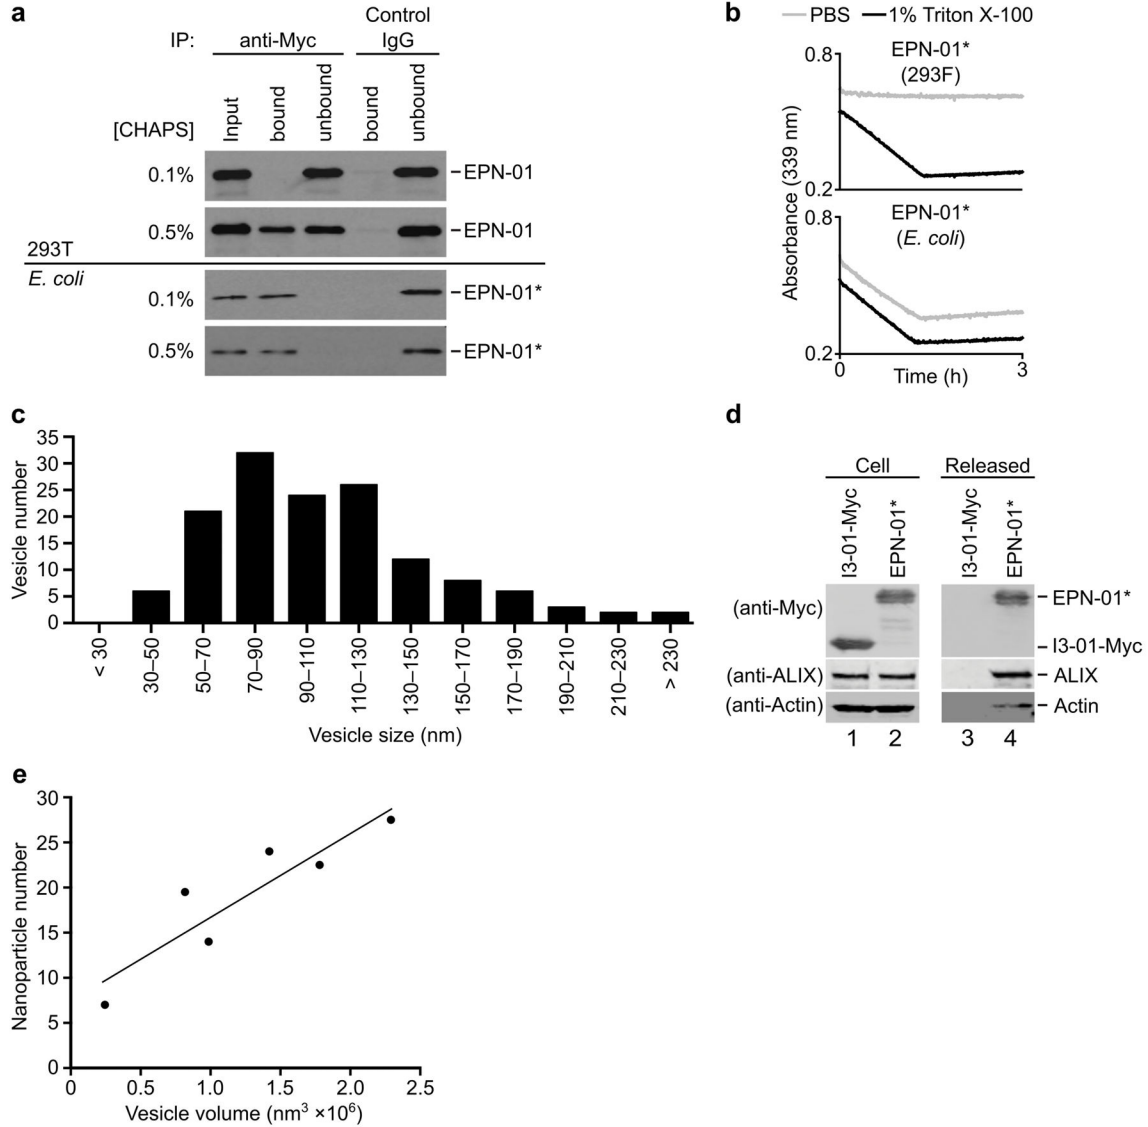 a
Control
IP: anti-Myc IgG
Input bound unbound bound unbound
[CHAPS]
0.1% EPN-01
0.5% EPN-01
293T
E. coli
0.1% EPN-01*
0.5% EPN-01*
b
PBS 1% Triton X-100
EPN-01*
(293F)
0.8
0.2
EPN-01*
(E. coli)
0.8
0.2
Absorbance (339 nm)
0 3
Time (h)
c
Vesicle number
35
30
25
20
15
10
5
0
< 30 30–50 50–70 70–90 90–110 110–130 130–150 150–170 170–190 190–210 210–230 > 230
Vesicle size (nm)
d
Cell Released
I3-01-Myc EPN-01* I3-01-Myc EPN-01*
(anti-Myc) EPN-01*
I3-01-Myc
(anti-ALIX) ALIX
(anti-Actin) Actin
1 2 3 4
e
Nanoparticle number
30
25
20
15
10
5
0
0 0.5 1.0 1.5 2.0 2.5
Vesicle volume (nm³ ×10⁶)